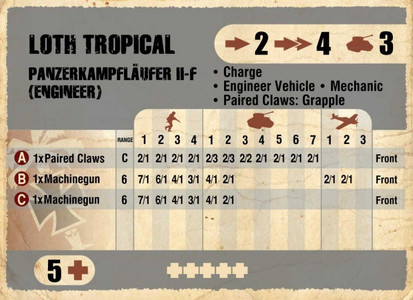 LOTH TROPICAL
PANZERKAMPFLÄUFER II-F
(ENGINEER)
2 4 3
• Charge
• Engineer Vehicle • Mechanic
• Paired Claws: Grapple
RANGE 1 2 3 4 1 2 3 4 5 6 7 1 2 3
A 1xPaired Claws C 2/1 2/1 2/1 2/1 2/3 2/3 2/2 2/1 2/1 2/1 2/1 Front
B 1xMachinegun 6 7/1 6/1 4/1 3/1 4/1 2/1 2/1 2/1 Front
C 1xMachinegun 6 7/1 6/1 4/1 3/1 4/1 2/1 Front
5